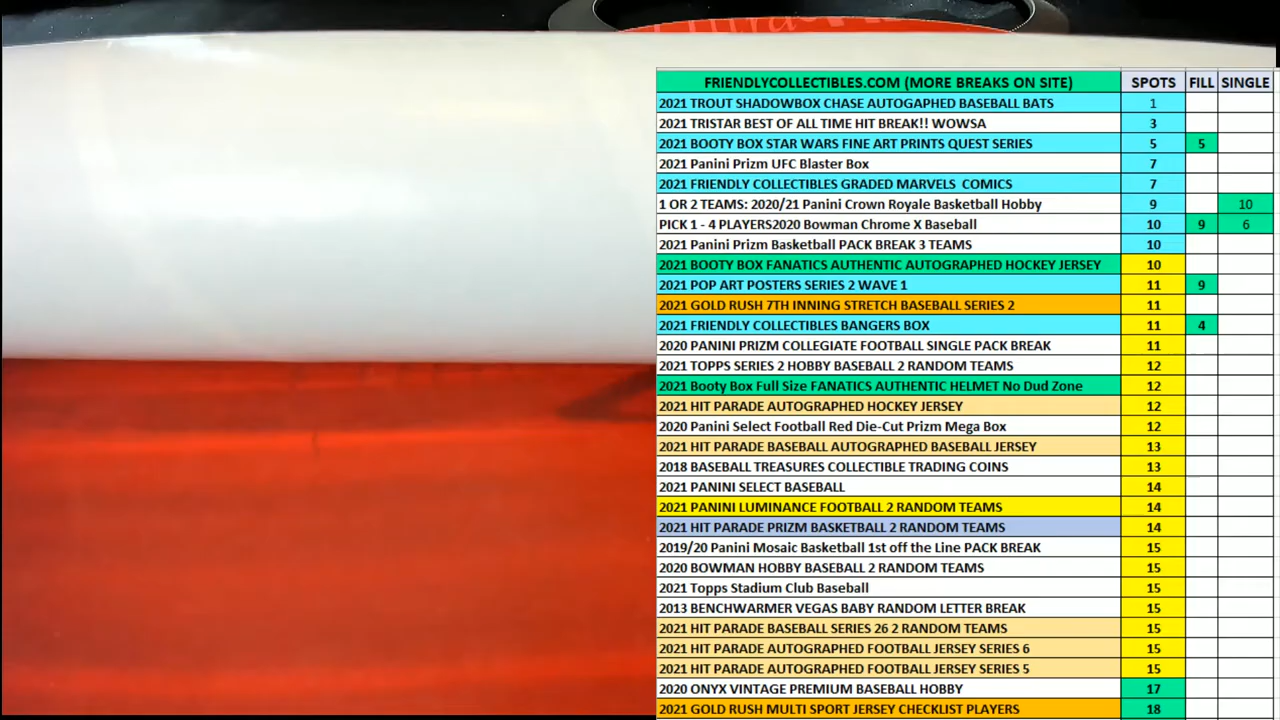 FRIENDLYCOLLECTIBLES.COM (MORE BREAKS ON SITE) SPOTS FILL SINGLE
2021 TROUT SHADOWBOX CHASE AUTOGAPHED BASEBALL BATS 1
2021 TRISTAR BEST OF ALL TIME HIT BREAK!! WOWSA 3
2021 BOOTY BOX STAR WARS FINE ART PRINTS QUEST SERIES 5 5
2021 Panini Prizm UFC Blaster Box 7
2021 FRIENDLY COLLECTIBLES GRADED MARVELS COMICS 7
1 OR 2 TEAMS: 2020/21 Panini Crown Royale Basketball Hobby 9 10
PICK 1 - 4 PLAYERS2020 Bowman Chrome X Baseball 10 9 6
2021 Panini Prizm Basketball PACK BREAK 3 TEAMS 10
2021 BOOTY BOX FANATICS AUTHENTIC AUTOGRAPHED HOCKEY JERSEY 10
2021 POP ART POSTERS SERIES 2 WAVE 1 11 9
2021 GOLD RUSH 7TH INNING STRETCH BASEBALL SERIES 2 11
2021 FRIENDLY COLLECTIBLES BANGERS BOX 11 4
2020 PANINI PRIZM COLLEGIATE FOOTBALL SINGLE PACK BREAK 11
2021 TOPPS SERIES 2 HOBBY BASEBALL 2 RANDOM TEAMS 12
2021 Booty Box Full Size FANATICS AUTHENTIC HELMET No Dud Zone 12
2021 HIT PARADE AUTOGRAPHED HOCKEY JERSEY 12
2020 Panini Select Football Red Die-Cut Prizm Mega Box 12
2021 HIT PARADE BASEBALL AUTOGRAPHED BASEBALL JERSEY 13
2018 BASEBALL TREASURES COLLECTIBLE TRADING COINS 13
2021 PANINI SELECT BASEBALL 14
2021 PANINI LUMINANCE FOOTBALL 2 RANDOM TEAMS 14
2021 HIT PARADE PRIZM BASKETBALL 2 RANDOM TEAMS 14
2019/20 Panini Mosaic Basketball 1st off the Line PACK BREAK 15
2020 BOWMAN HOBBY BASEBALL 2 RANDOM TEAMS 15
2021 Topps Stadium Club Baseball 15
2013 BENCHWARMER VEGAS BABY RANDOM LETTER BREAK 15
2021 HIT PARADE BASEBALL SERIES 26 2 RANDOM TEAMS 15
2021 HIT PARADE AUTOGRAPHED FOOTBALL JERSEY SERIES 6 15
2021 HIT PARADE AUTOGRAPHED FOOTBALL JERSEY SERIES 5 15
2020 ONYX VINTAGE PREMIUM BASEBALL HOBBY 17
2021 GOLD RUSH MULTI SPORT JERSEY CHECKLIST PLAYERS 18